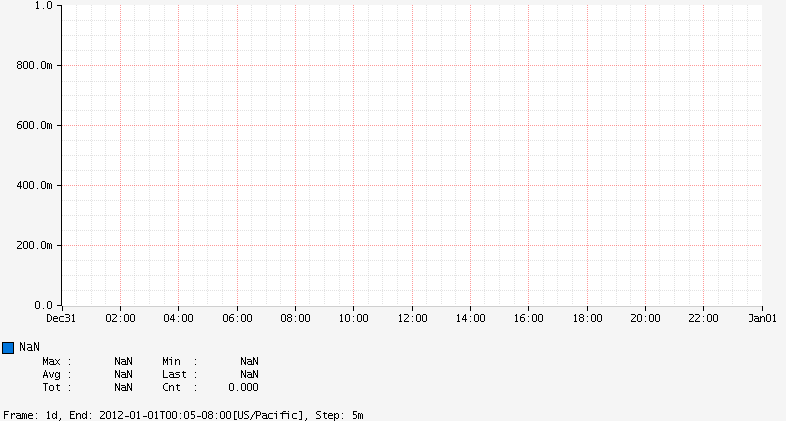 1.0
800.0m
600.0m
400.0m
200.0m
0.0
Dec31 02:00 04:00 06:00 08:00 10:00 12:00 14:00 16:00 18:00 20:00 22:00 Jan01
NaN
Max : NaN Min : NaN
Avg : NaN Last : NaN
Tot : NaN Cnt : 0.000
Frame: 1d, End: 2012-01-01T00:05-08:00[US/Pacific], Step: 5m